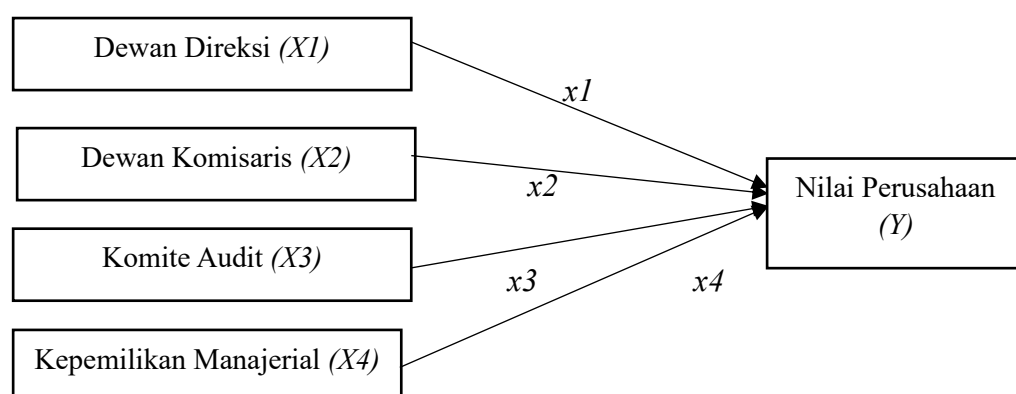 Dewan Direksi (X1)
x1
Dewan Komisaris (X2)
x2
Nilai Perusahaan
(Y)
Komite Audit (X3)
x3
x4
Kepemilikan Manajerial (X4)